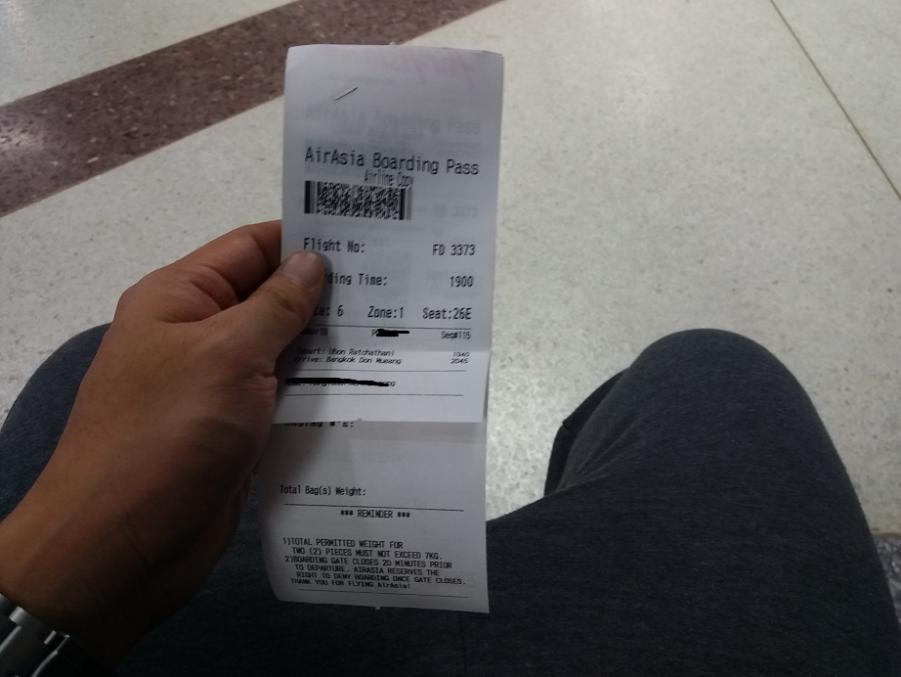 AirAsia Boarding Pass
Airline Copy
Flight No: FD 3373
ding Time: 1900
6 Zone:1 Seat:26E
Seq#115
Depart: Ubon Ratchathani
Arrive: Bangkok Don Mueang 2045
Total Bag(s) Weight:
*** REMINDER ***
1)TOTAL PERMITTED WEIGHT FOR
TWO (2) PIECES MUST NOT EXCEED 7KG.
2)BOARDING GATE CLOSES 20 MINUTES PRIOR
TO DEPARTURE. AIRASIA RESERVES THE
RIGHT TO DENY BOARDING ONCE GATE CLOSES.
THANK YOU FOR FLYING AirAsia!